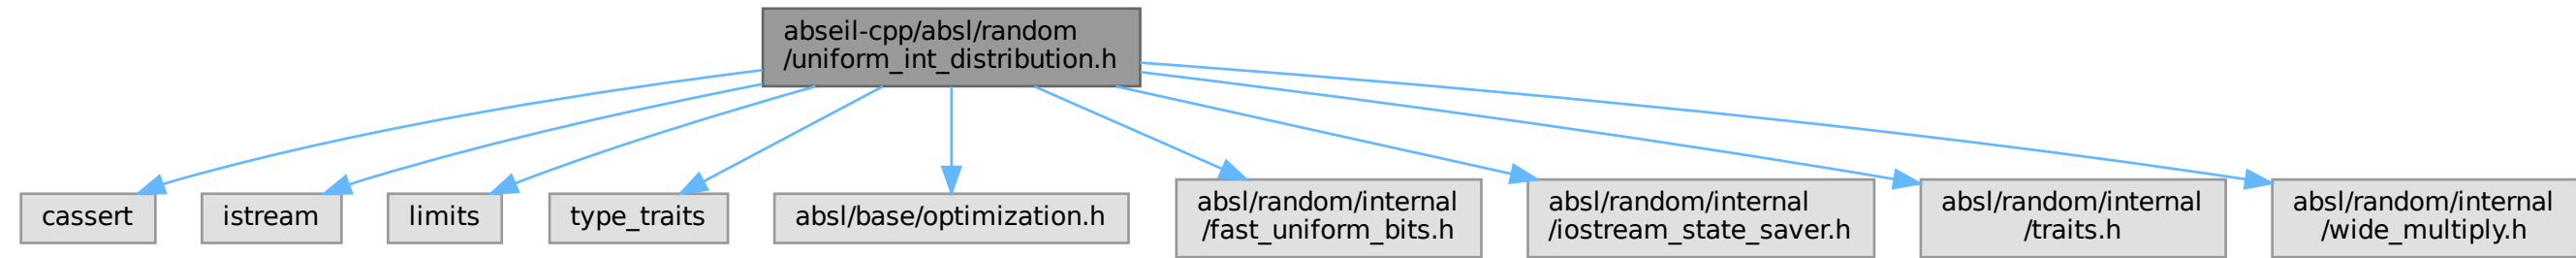 abseil-cpp/absl/random
/uniform_int_distribution.h
cassert
istream
limits
type_traits
absl/base/optimization.h
absl/random/internal
/fast_uniform_bits.h
absl/random/internal
/iostream_state_saver.h
absl/random/internal
/traits.h
absl/random/internal
/wide_multiply.h